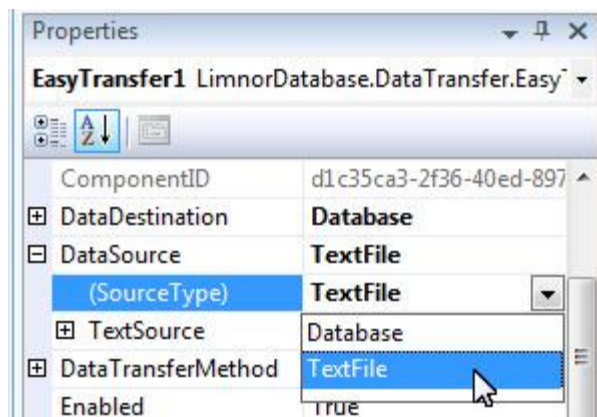 Properties
EasyTransfer1 LimnorDatabase.DataTransfer.Easy
ComponentID d1c35ca3-2f36-40ed-897
DataDestination Database
DataSource TextFile
(SourceType) TextFile
TextSource Database
DataTransferMethod TextFile
Enabled True